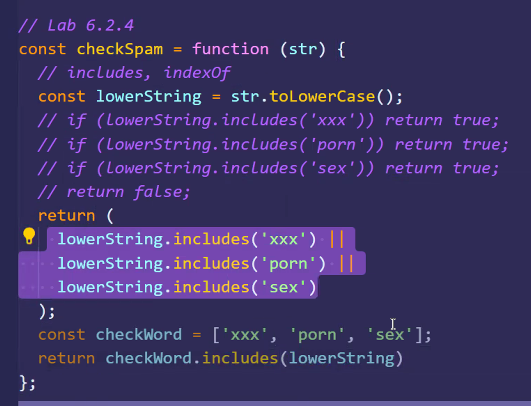 // Lab 6.2.4
const checkSpam = function (str) {
// includes, indexOf
const lowerString = str.toLowerCase();
// if (lowerString.includes('xxx')) return true;
// if (lowerString.includes('porn')) return true;
// if (lowerString.includes('sex')) return true;
// return false;
return (
lowerString.includes('xxx') ||
lowerString.includes('porn') ||
lowerString.includes('sex')
);
const checkWord = ['xxx', 'porn', 'sex'];
return checkWord.includes(lowerString)
};